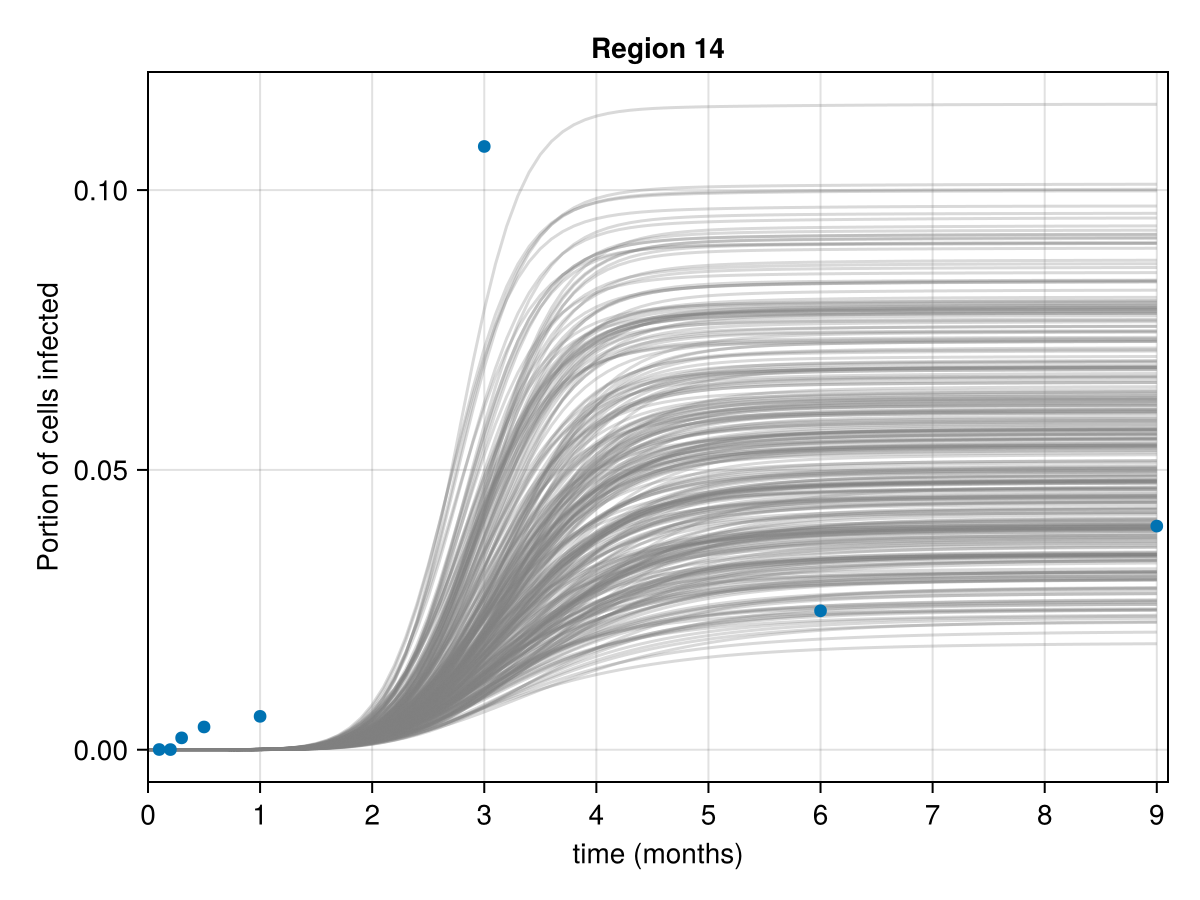 Region 14
0.10
0.05
0.00
Portion of cells infected
0 1 2 3 4 5 6 7 8 9
time (months)